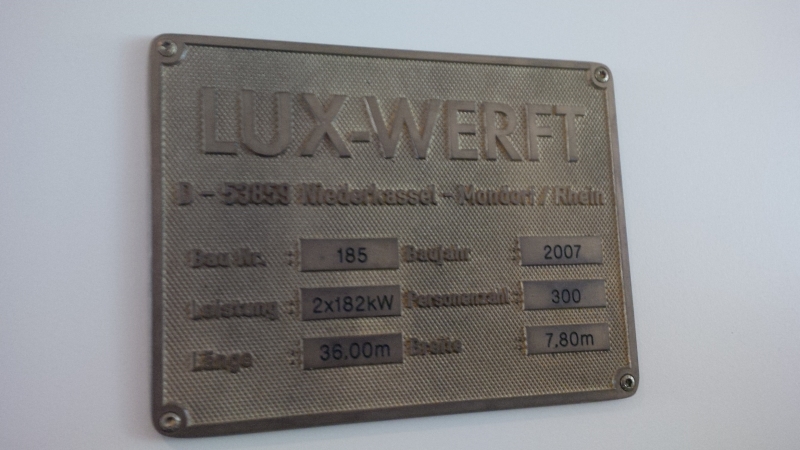 LUX-WERFT
D - 53859 Niederkassel - Mondorf / Rhein
Bau Nr. : 185 Baujahr : 2007
Leistung : 2x182kW Personenzahl : 300
Länge : 36.00m Breite : 7.80m